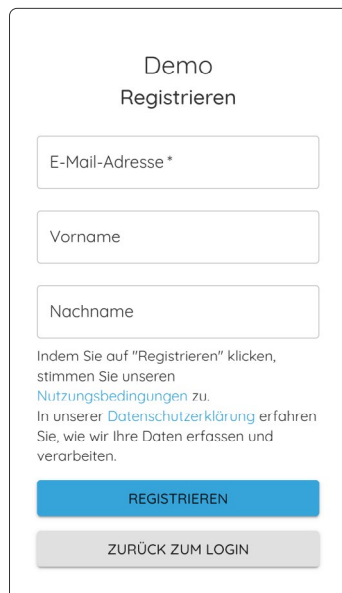 Demo
Registrieren
E-Mail-Adresse *
Vorname
Nachname
Indem Sie auf "Registrieren" klicken,
stimmen Sie unseren
Nutzungsbedingungen zu.
In unserer Datenschutzerklärung erfahren
Sie, wie wir Ihre Daten erfassen und
verarbeiten.
REGISTRIEREN
ZURÜCK ZUM LOGIN